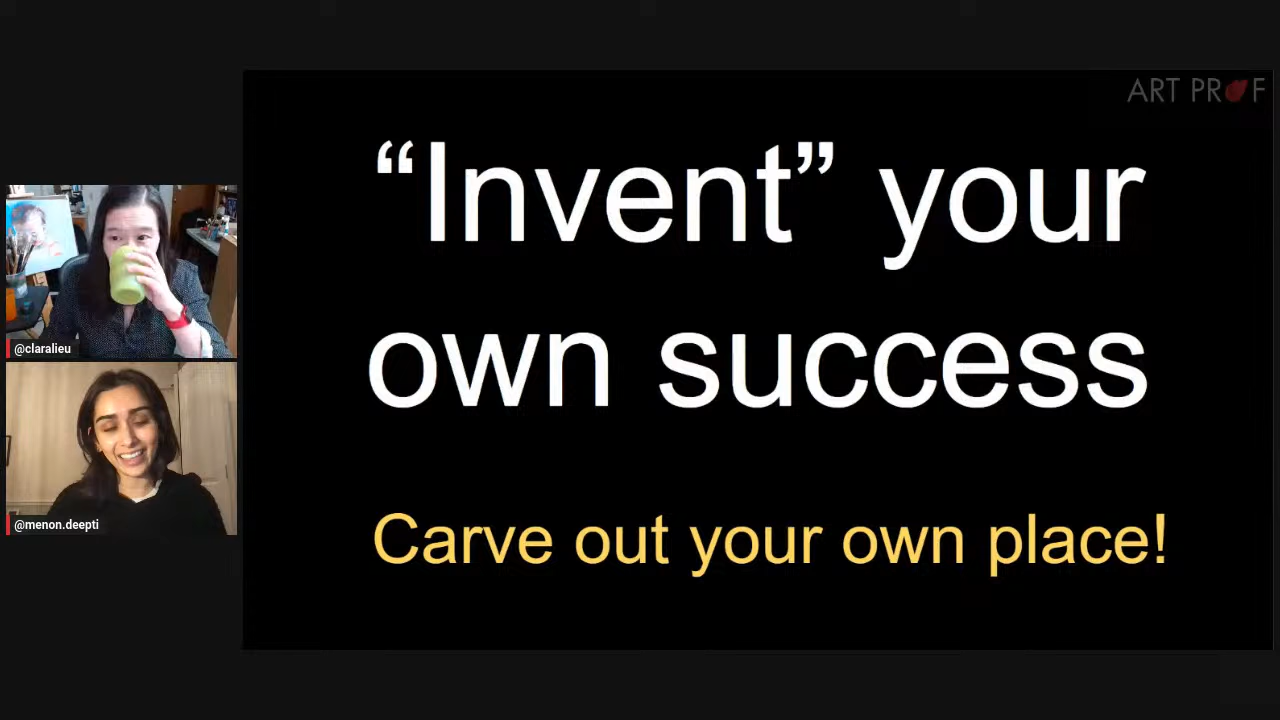 ART PROF
“Invent” your
own success
Carve out your own place!
@claralieu
@menon.deepti